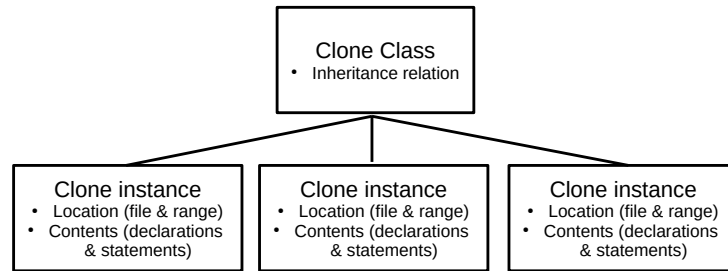 Clone Class
• Inheritance relation
Clone instance
• Location (file & range)
• Contents (declarations
& statements)
Clone instance
• Location (file & range)
• Contents (declarations
& statements)
Clone instance
• Location (file & range)
• Contents (declarations
& statements)